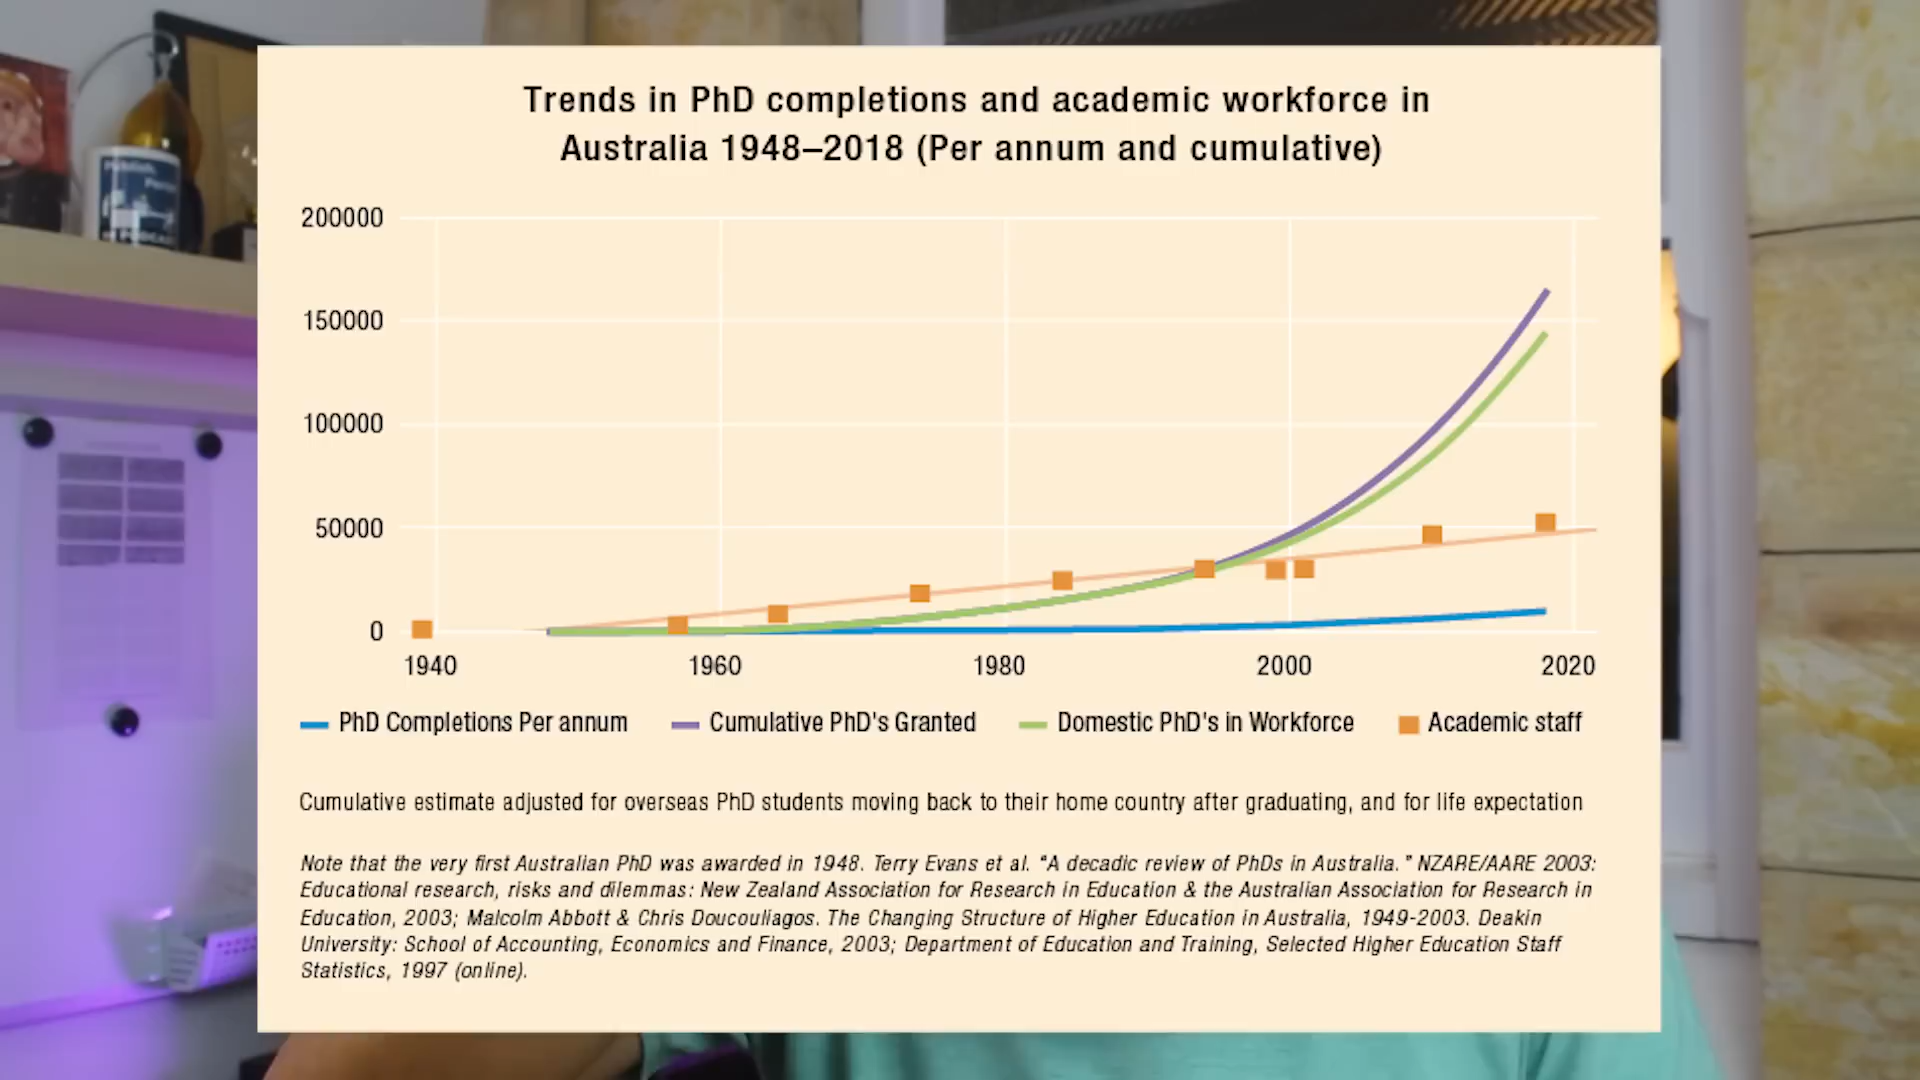 Trends in PhD completions and academic workforce in
Australia 1948–2018 (Per annum and cumulative)
200000
150000
100000
50000
0
1940 1960 1980 2000 2020
PhD Completions Per annum Cumulative PhD's Granted Domestic PhD's in Workforce Academic staff
Cumulative estimate adjusted for overseas PhD students moving back to their home country after graduating, and for life expectation
Note that the very first Australian PhD was awarded in 1948. Terry Evans et al. “A decadic review of PhDs in Australia.” NZARE/AARE 2003:
Educational research, risks and dilemmas: New Zealand Association for Research in Education & the Australian Association for Research in
Education, 2003; Malcolm Abbott & Chris Doucouliagos. The Changing Structure of Higher Education in Australia, 1949-2003. Deakin
University: School of Accounting, Economics and Finance, 2003; Department of Education and Training, Selected Higher Education Staff
Statistics, 1997 (online).